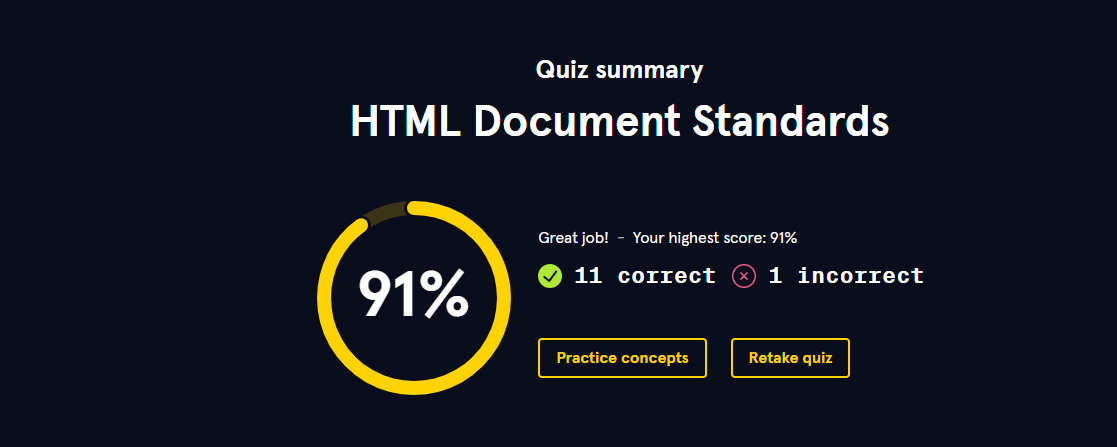 Quiz summary
HTML Document Standards
91%
Great job! - Your highest score: 91%
11 correct 1 incorrect
Practice concepts Retake quiz